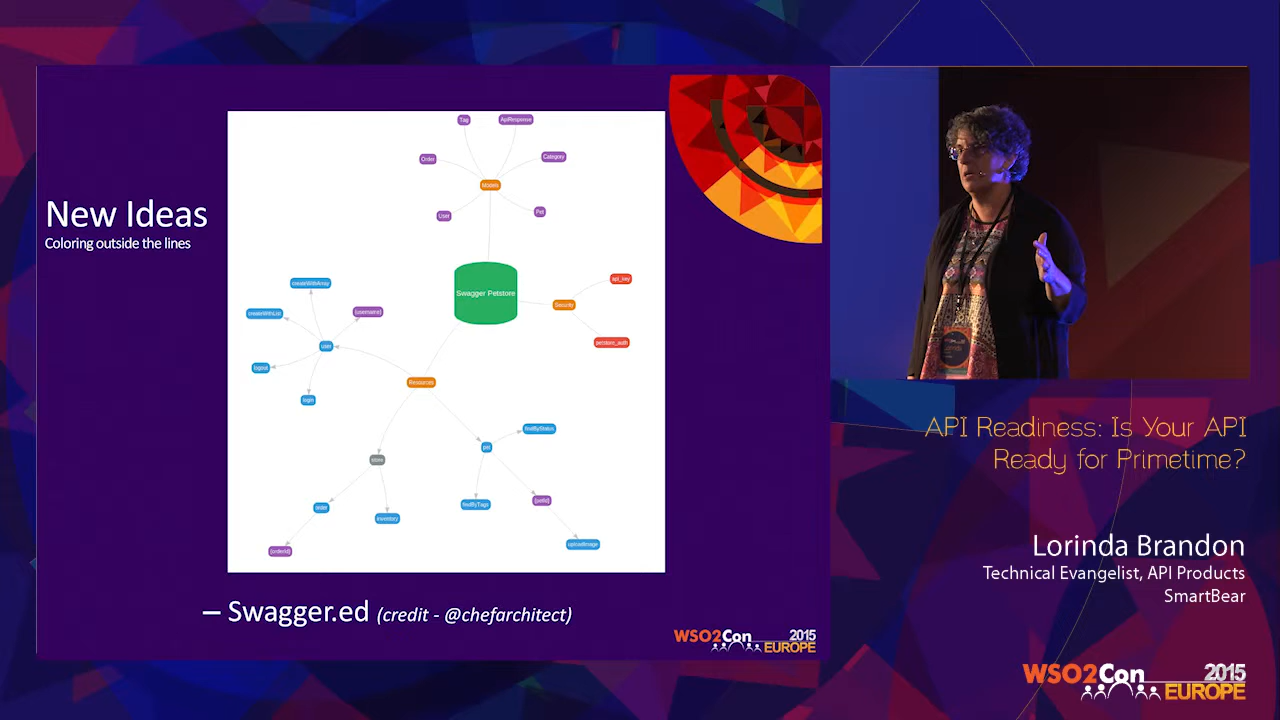 New Ideas
Coloring outside the lines
Tag
ApiResponse
Order
Category
Models
User
Pet
Swagger Petstore
api_key
Security
petstore_auth
createWithArray
createWithList
{username}
user
logout
login
Resources
findByStatus
pet
store
findByTags
{petId}
order
inventory
uploadImage
{orderId}
– Swagger.ed (credit - @chefarchitect)
WSO2Con 2015
EUROPE
API Readiness: Is Your API
Ready for Primetime?
Lorinda Brandon
Technical Evangelist, API Products
SmartBear
WSO2Con 2015
EUROPE